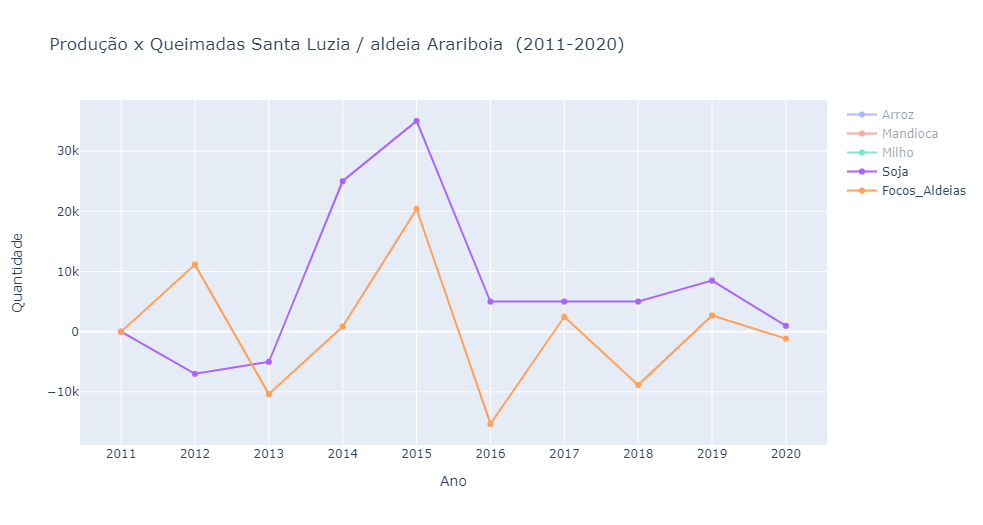 Produção x Queimadas Santa Luzia / aldeia Arariboia (2011-2020)
Arroz
Mandioca
Milho
Soja
Focos_Aldeias
30k
20k
10k
0
−10k
Quantidade
2011 2012 2013 2014 2015 2016 2017 2018 2019 2020
Ano